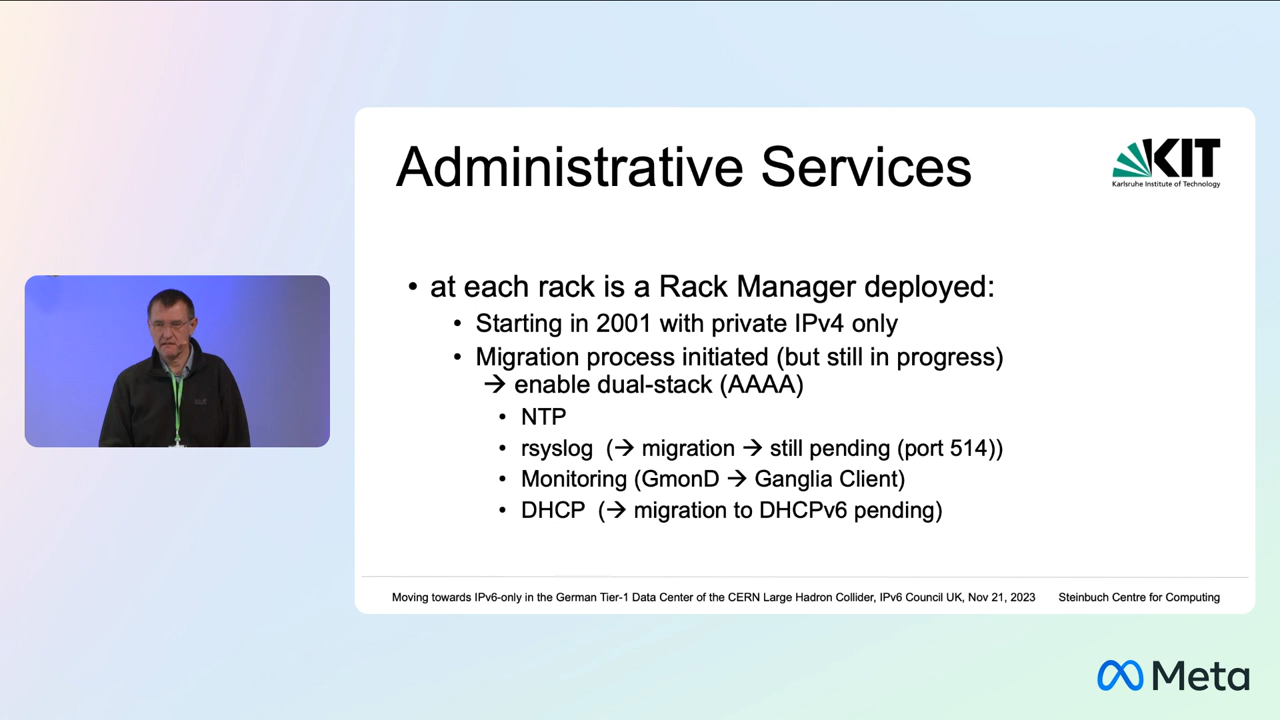 Administrative Services
KIT
Karlsruhe Institute of Technology
• at each rack is a Rack Manager deployed:
• Starting in 2001 with private IPv4 only
• Migration process initiated (but still in progress)
→ enable dual-stack (AAAA)
• NTP
• rsyslog (→ migration → still pending (port 514))
• Monitoring (GmonD → Ganglia Client)
• DHCP (→ migration to DHCPv6 pending)
Moving towards IPv6-only in the German Tier-1 Data Center of the CERN Large Hadron Collider, IPv6 Council UK, Nov 21, 2023 Steinbuch Centre for Computing
Meta